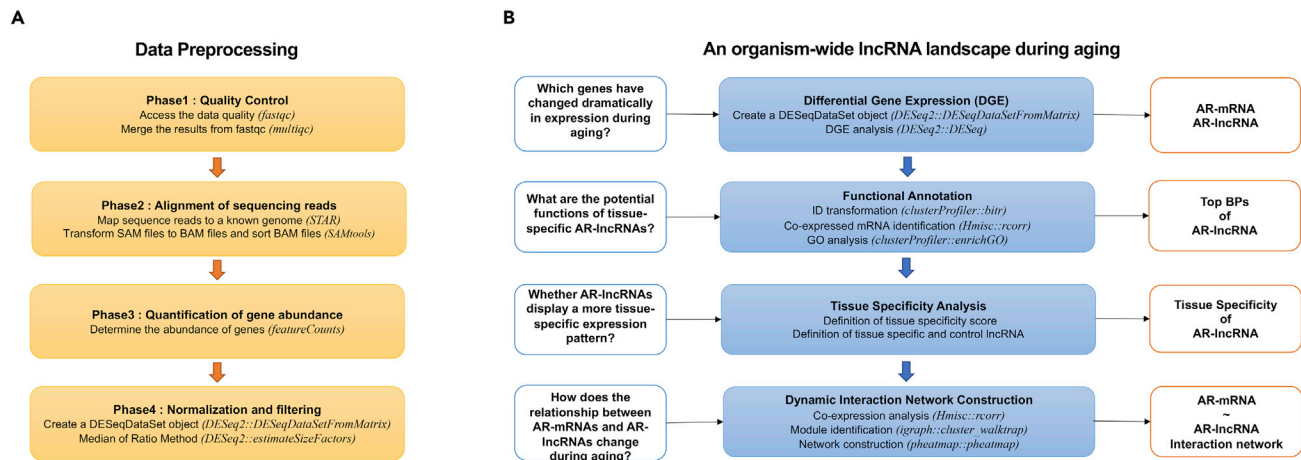 A
Data Preprocessing
Phase1 : Quality Control
Access the data quality (fastqc)
Merge the results from fastqc (multiqc)
Phase2 : Alignment of sequencing reads
Map sequence reads to a known genome (STAR)
Transform SAM files to BAM files and sort BAM files (SAMtools)
Phase3 : Quantification of gene abundance
Determine the abundance of genes (featureCounts)
Phase4 : Normalization and filtering
Create a DESeqDataSet object (DESeq2::DESeqDataSetFromMatrix)
Median of Ratio Method (DESeq2::estimateSizeFactors)
B
An organism-wide lncRNA landscape during aging
Which genes have
changed dramatically
in expression during
aging?
Differential Gene Expression (DGE)
Create a DESeqDataSet object (DESeq2::DESeqDataSetFromMatrix)
DGE analysis (DESeq2::DESeq)
AR-mRNA
AR-lncRNA
What are the potential
functions of tissue-
specific AR-lncRNAs?
Functional Annotation
ID transformation (clusterProfiler::bitr)
Co-expressed mRNA identification (Hmisc::rcorr)
GO analysis (clusterProfiler::enrichGO)
Top BPs
of
AR-lncRNA
Whether AR-lncRNAs
display a more tissue-
specific expression
pattern?
Tissue Specificity Analysis
Definition of tissue specificity score
Definition of tissue specific and control lncRNA
Tissue Specificity
of
AR-lncRNA
How does the
relationship between
AR-mRNAs and AR-
lncRNAs change
during aging?
Dynamic Interaction Network Construction
Co-expression analysis (Hmisc::rcorr)
Module identification (igraph::cluster_walktrap)
Network construction (pheatmap::pheatmap)
AR-mRNA
~
AR-lncRNA
Interaction network